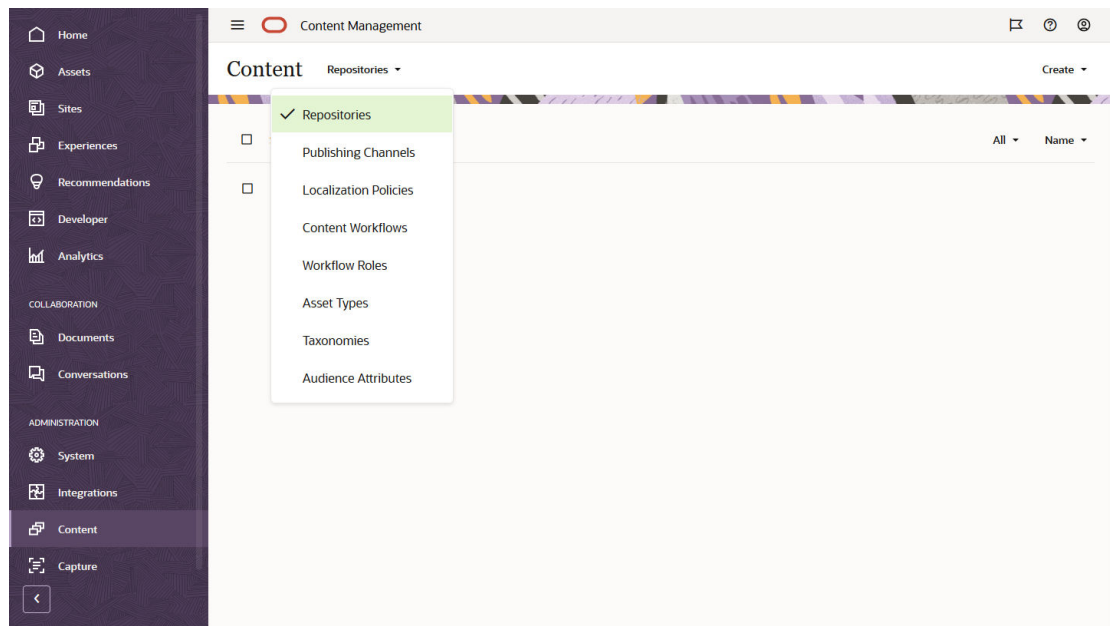 Home
Assets
Sites
Experiences
Recommendations
Developer
Analytics
COLLABORATION
Documents
Conversations
ADMINISTRATION
System
Integrations
Content
Capture
Content Management
Content Repositories
Create
All Name
Repositories
Publishing Channels
Localization Policies
Content Workflows
Workflow Roles
Asset Types
Taxonomies
Audience Attributes